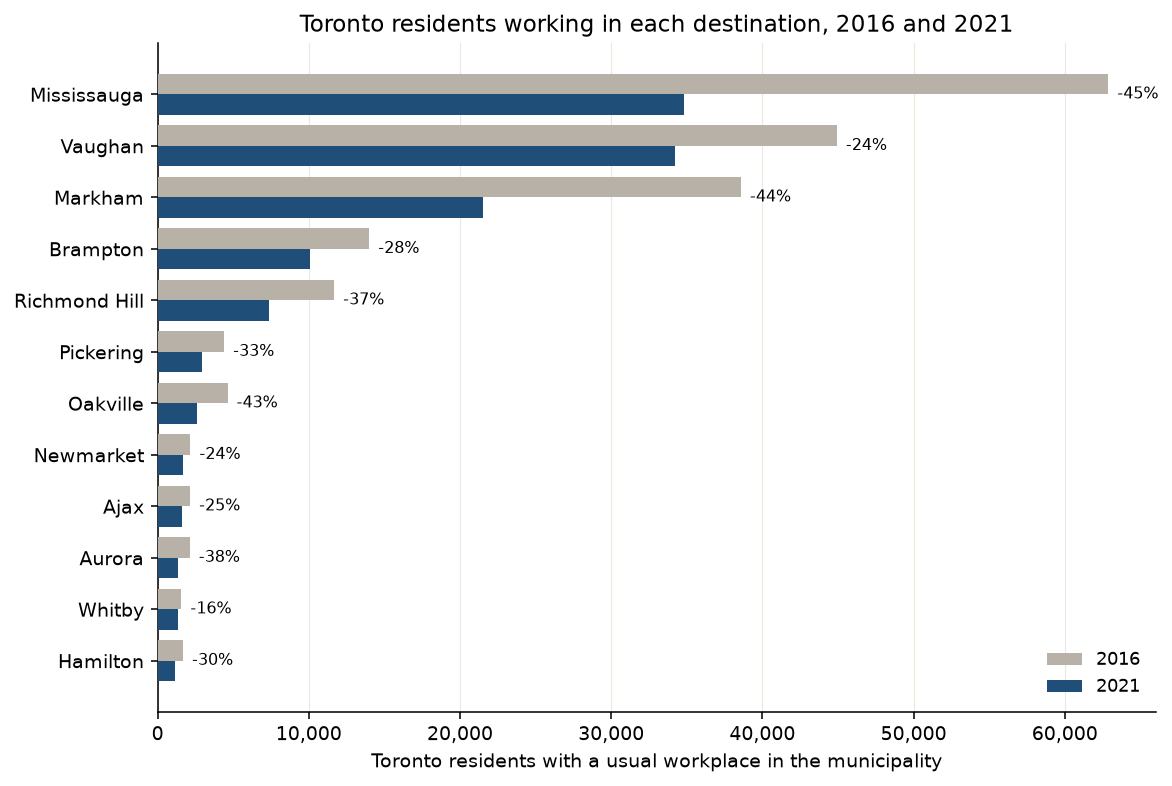 Toronto residents working in each destination, 2016 and 2021
Mississauga -45%
Vaughan -24%
Markham -44%
Brampton -28%
Richmond Hill -37%
Pickering -33%
Oakville -43%
Newmarket -24%
Ajax -25%
Aurora -38%
Whitby -16%
Hamilton -30%
2016
2021
0 10,000 20,000 30,000 40,000 50,000 60,000
Toronto residents with a usual workplace in the municipality